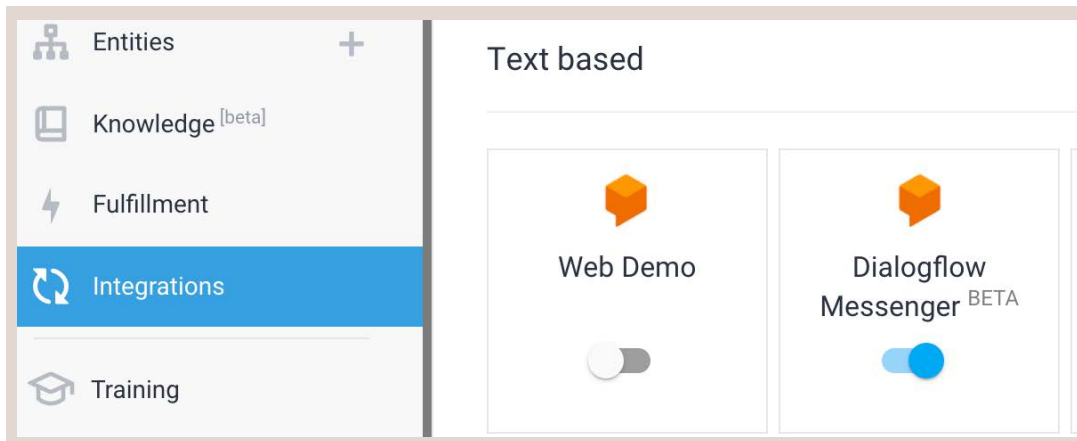 Entities
Knowledge [beta]
Fulfillment
Integrations
Training
Text based
Web Demo
Dialogflow
Messenger BETA